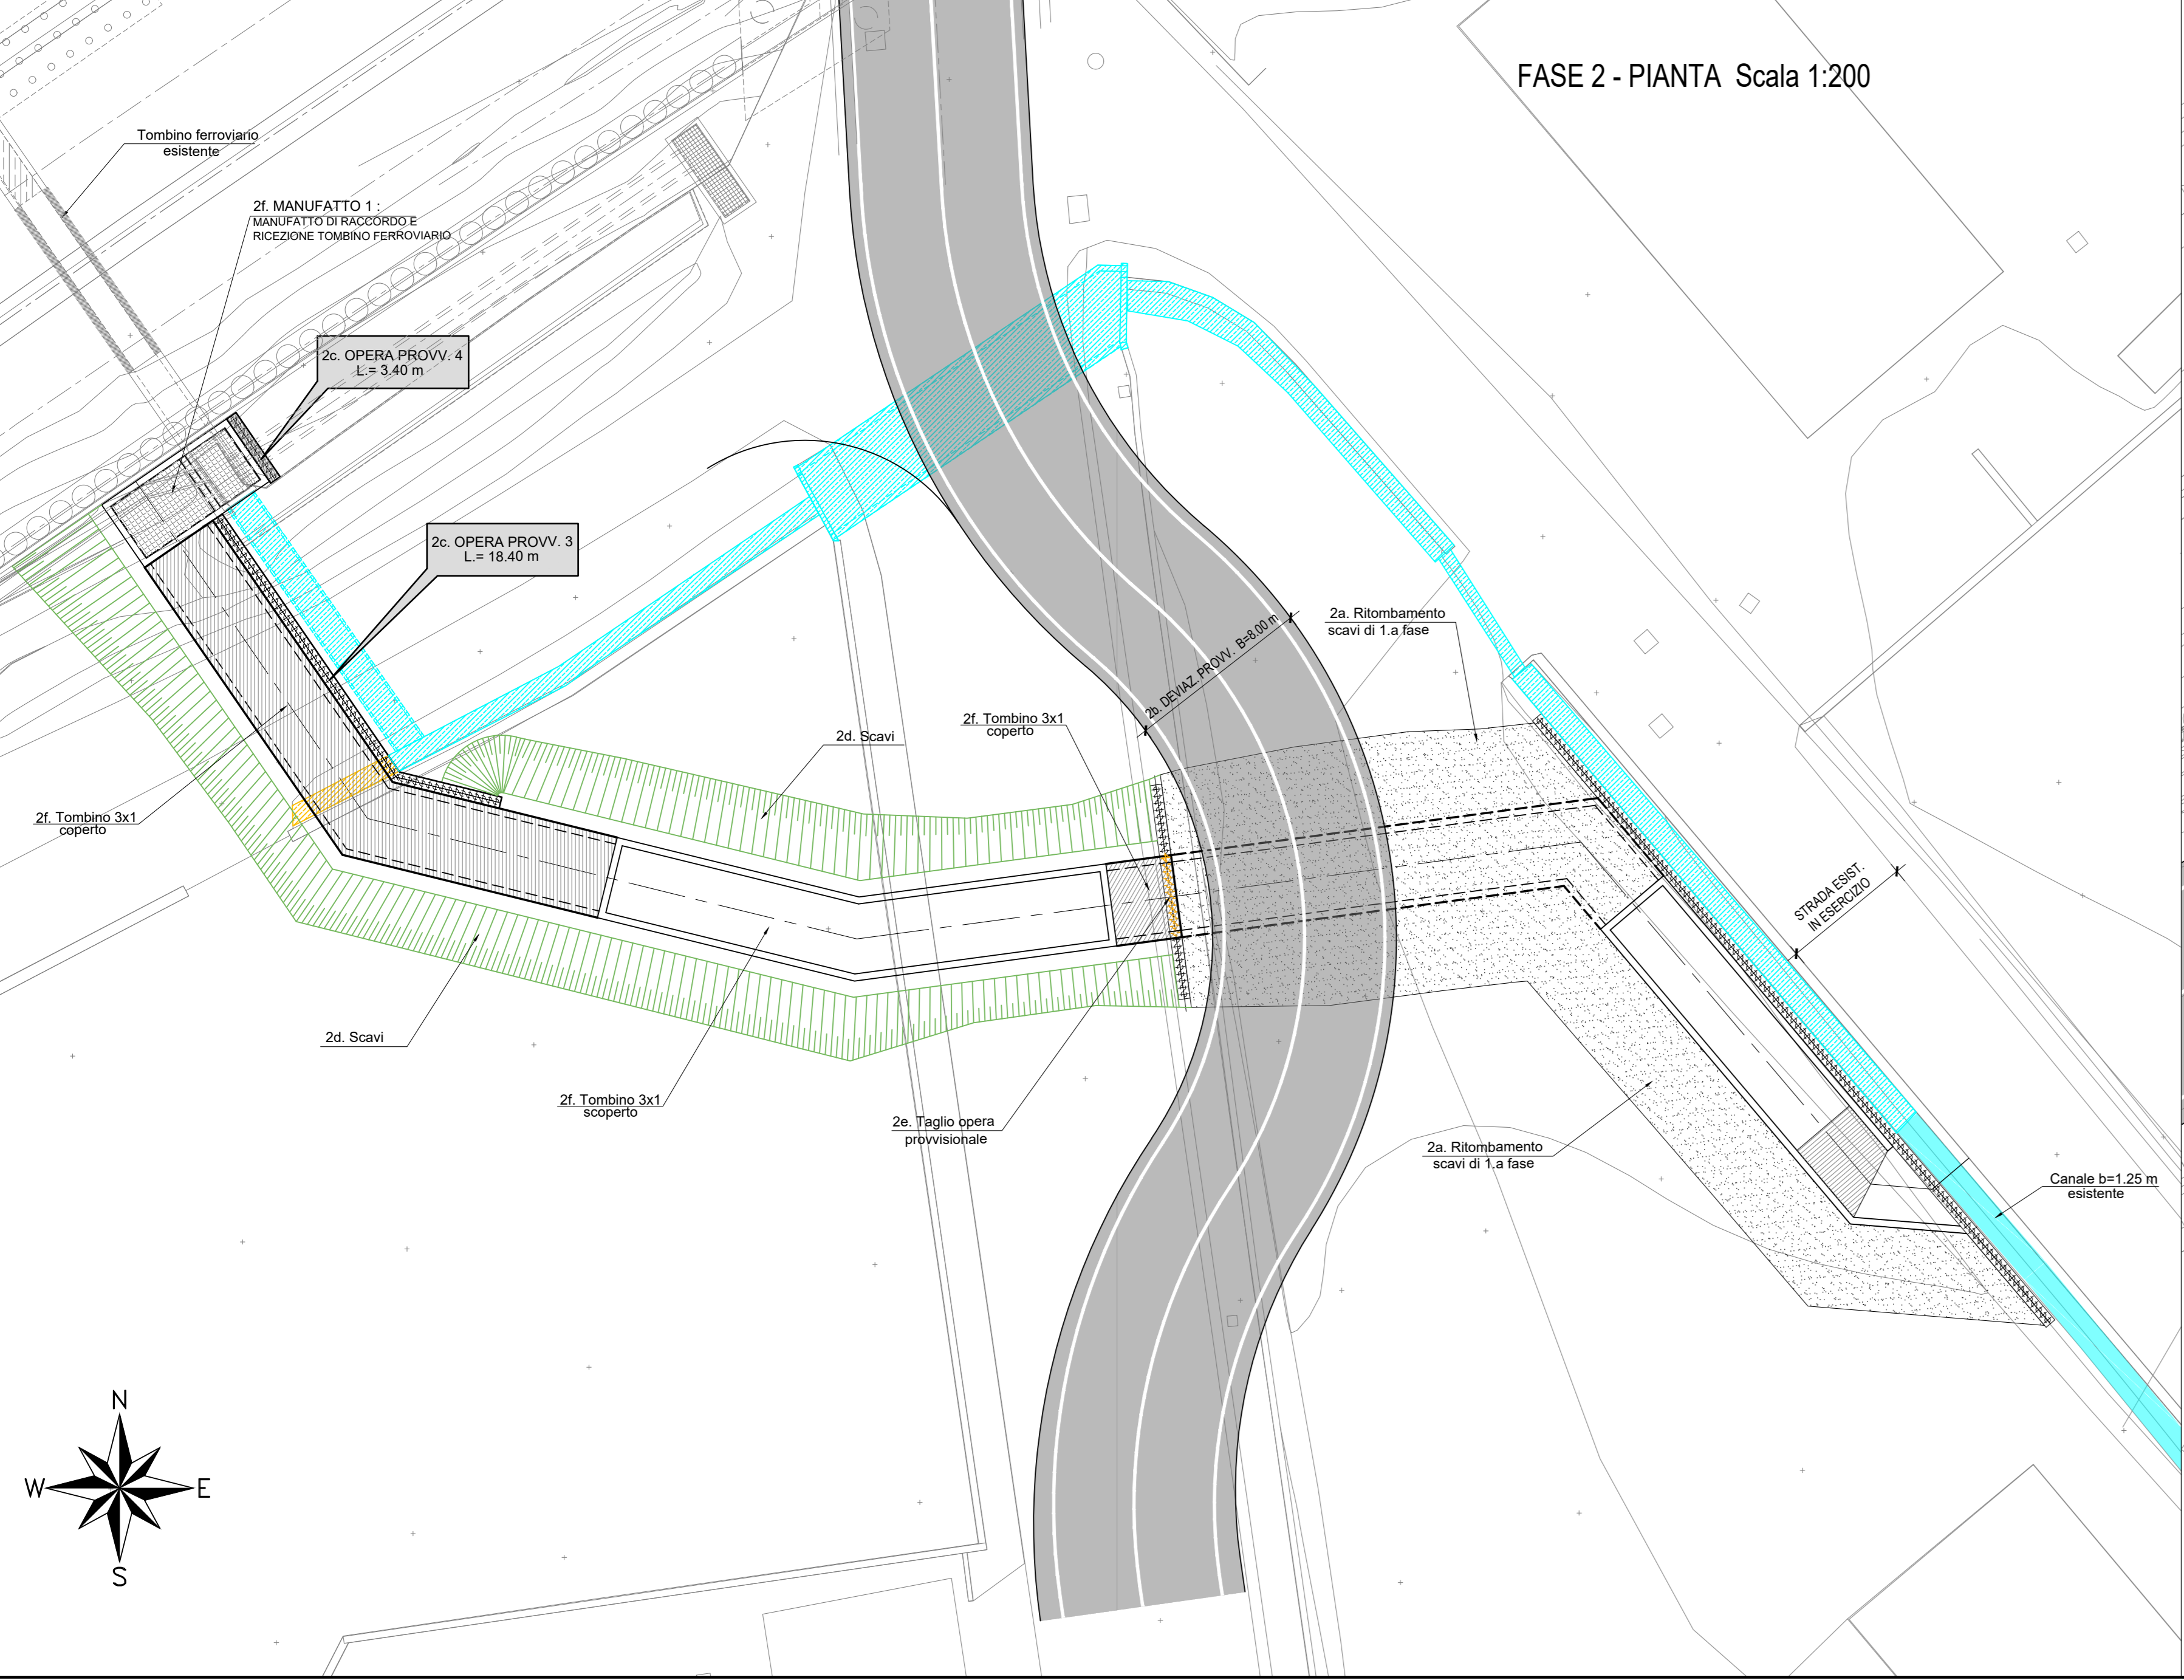 FASE 2 - PIANTA Scala 1:200
Tombino ferroviario
esistente
2f. MANUFATTO 1 :
MANUFATTO DI RACCORDO E
RICEZIONE TOMBINO FERROVIARIO
2c. OPERA PROVV. 4
L.= 3.40 m
2c. OPERA PROVV. 3
L.= 18.40 m
2a. Ritombamento
scavi di 1.a fase
2b. DEVIAZ. PROVV. B=8.00 m
2f. Tombino 3x1
coperto
2d. Scavi
2f. Tombino 3x1
coperto
STRADA ESIST.
IN ESERCIZIO
2d. Scavi
2f. Tombino 3x1
scoperto
2e. Taglio opera
provvisionale
2a. Ritombamento
scavi di 1.a fase
Canale b=1.25 m
esistente
N
W
E
S